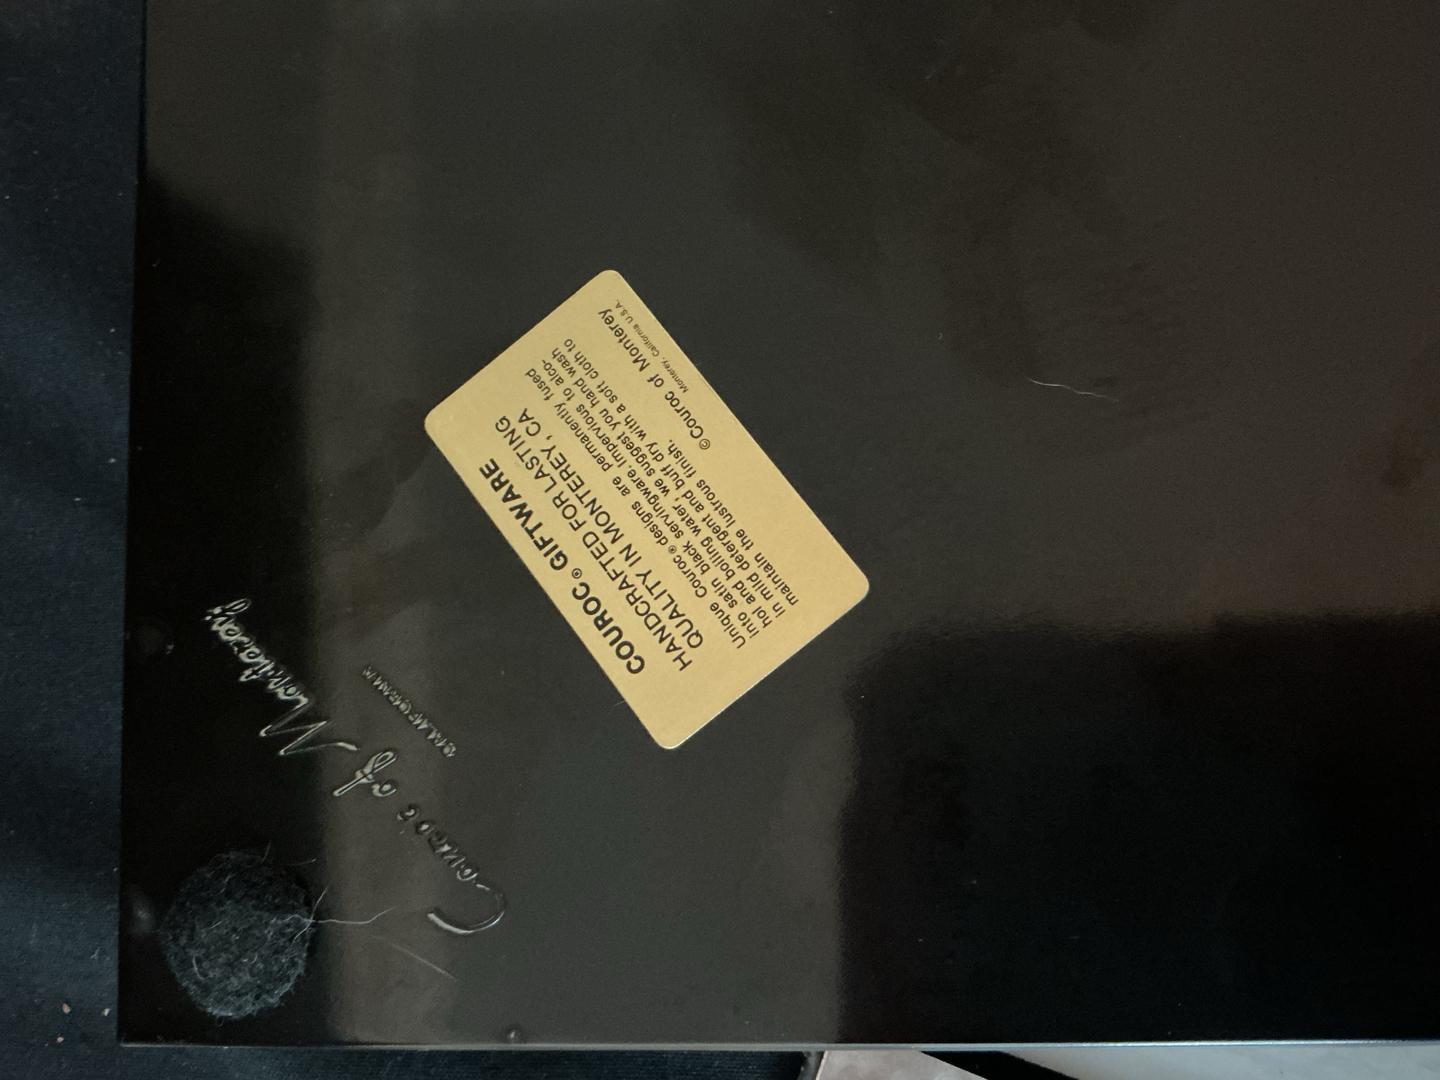 COUROC® GIFTWARE
HANDCRAFTED FOR LASTING
QUALITY IN MONTEREY, CA
Unique Couroc® designs are permanently fused
into satin black servingware. Impervious to alco-
hol and boiling water, we suggest you hand wash
in mild detergent and buff dry with a soft cloth to
maintain the lustrous finish.
©Couroc of Monterey
Monterey, California U.S.A.
Couroc of Monterey
CALIFORNIA